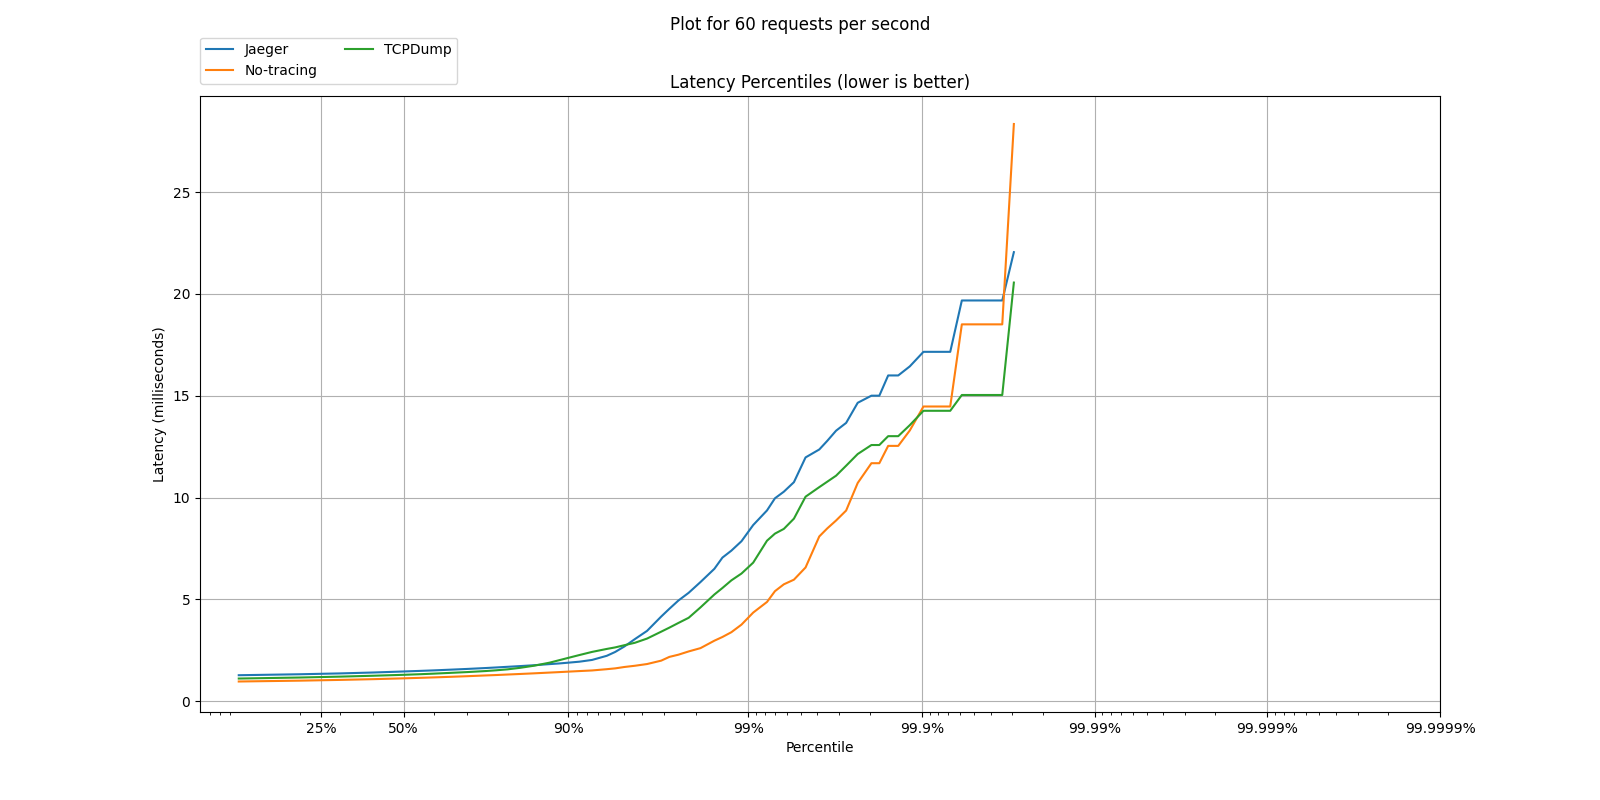 Plot for 60 requests per second
Jaeger
No-tracing
TCPDump
Latency Percentiles (lower is better)
Latency (milliseconds)
25
20
15
10
5
0
25% 50% 90% 99% 99.9% 99.99% 99.999% 99.9999%
Percentile